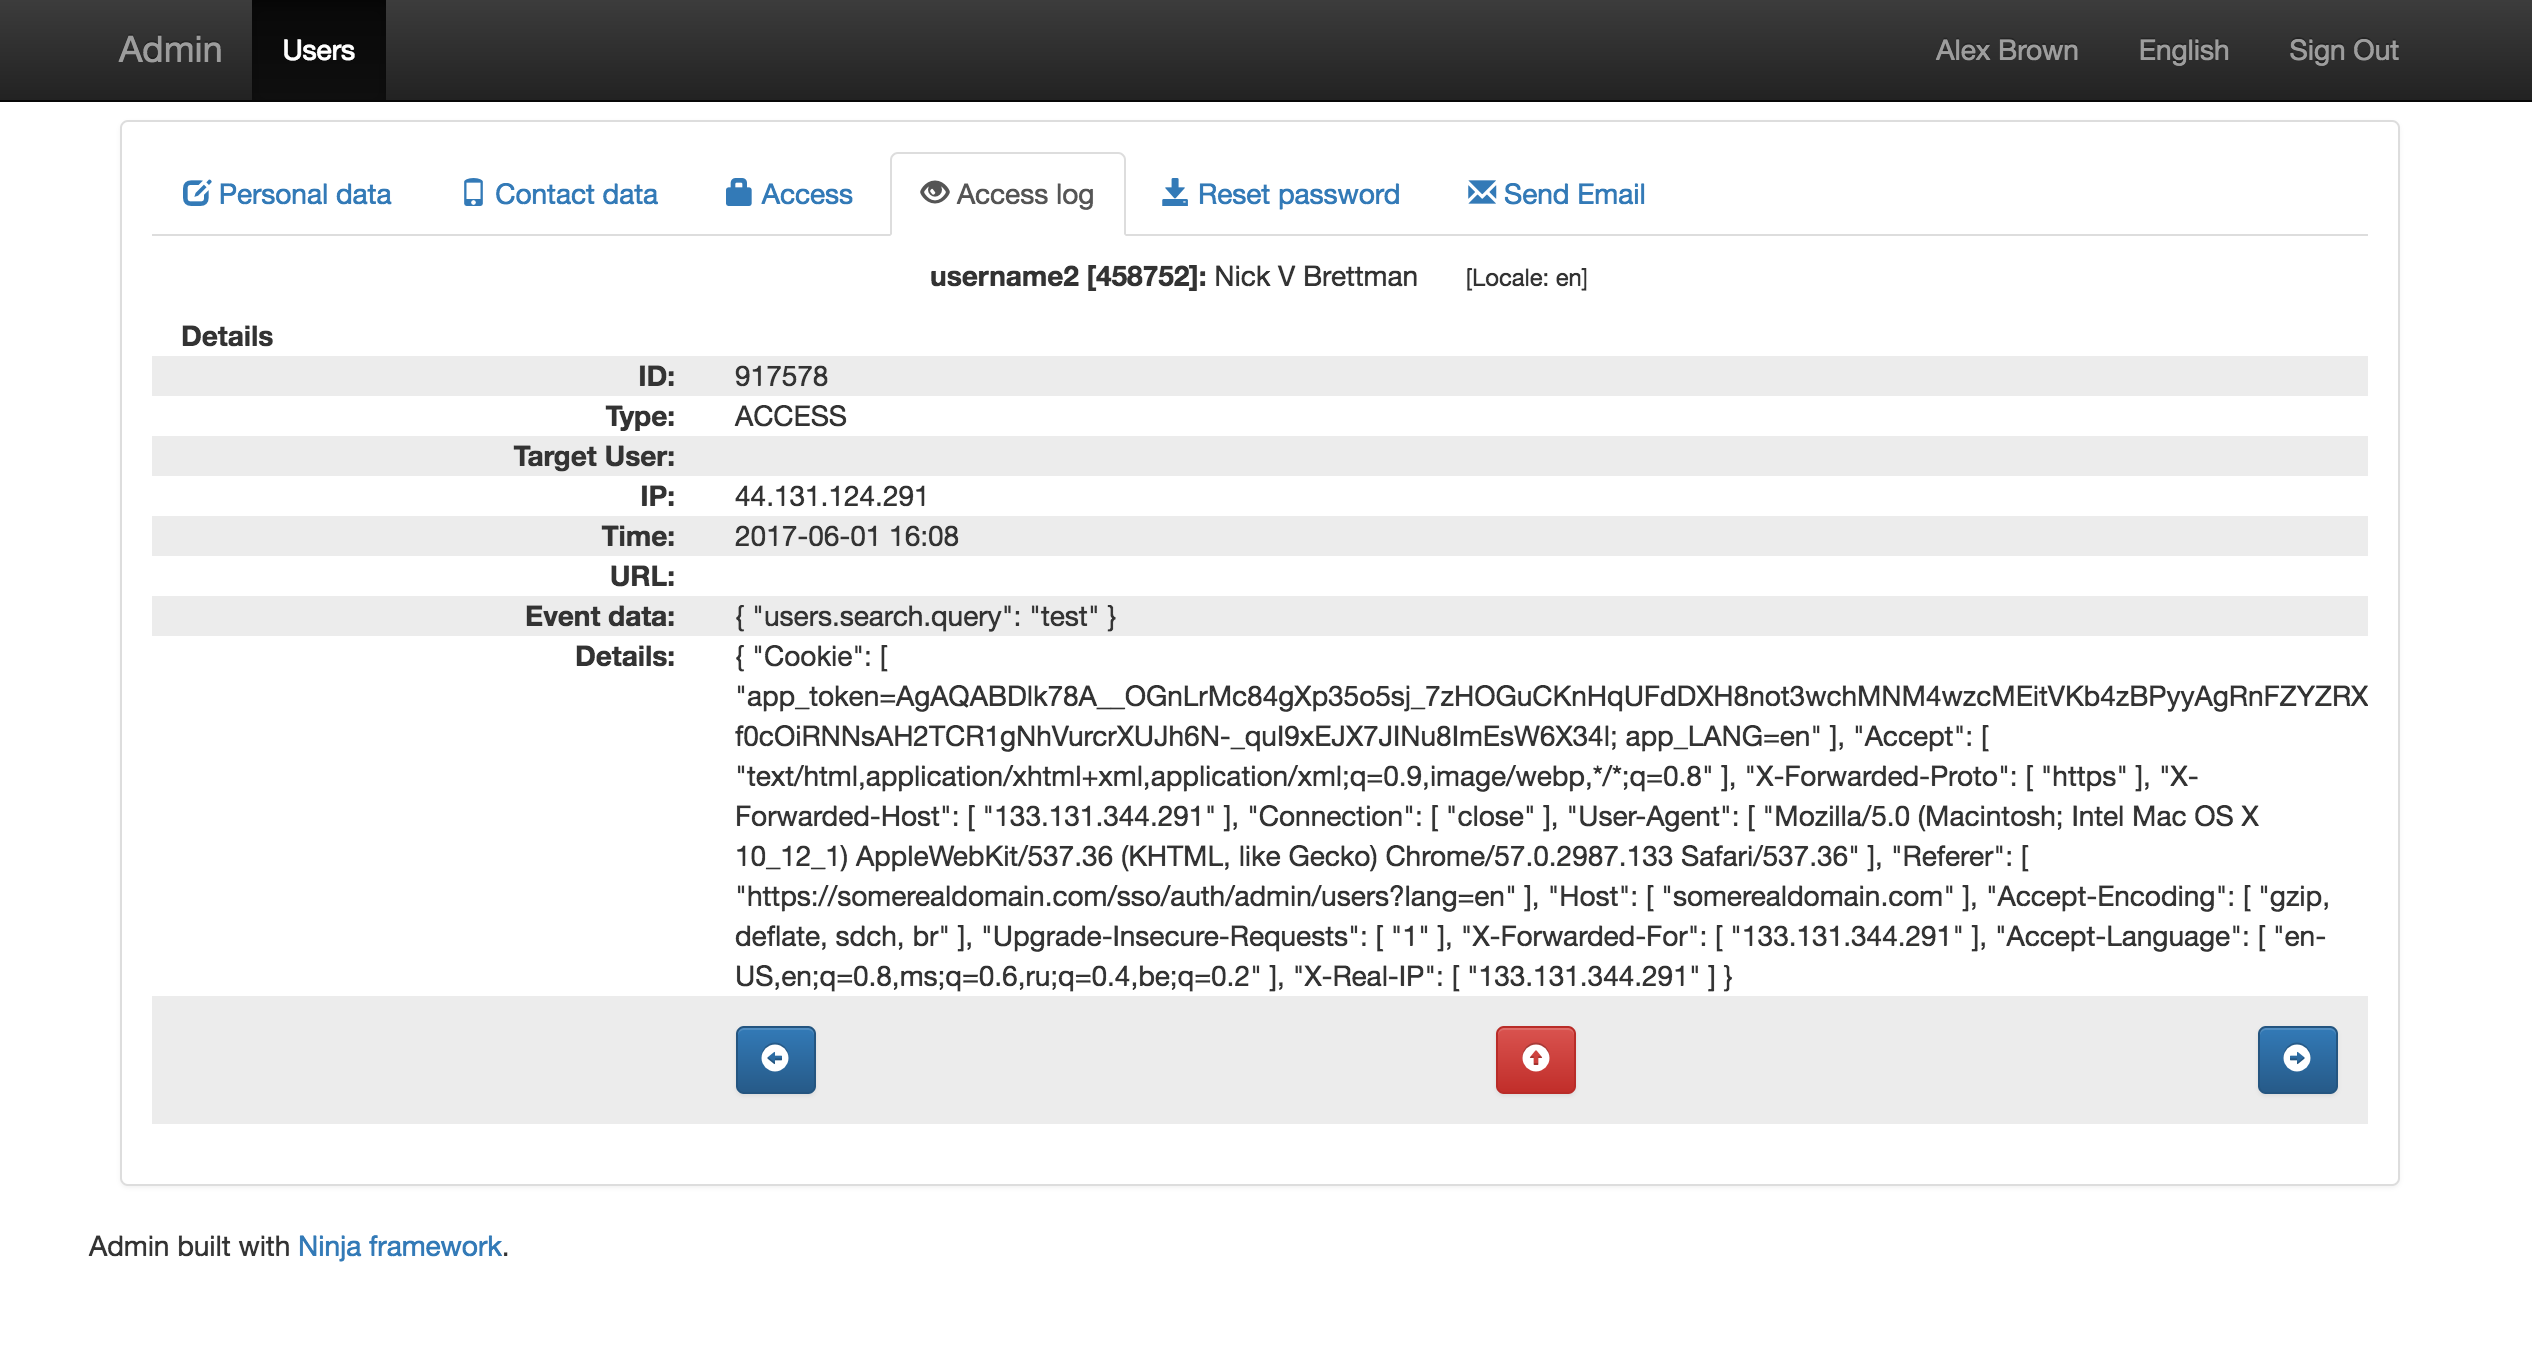 Admin Users Alex Brown English Sign Out
Personal data Contact data Access Access log Reset password Send Email
username2 [458752]: Nick V Brettman [Locale: en]
Details
ID: 917578
Type: ACCESS
Target User:
IP: 44.131.124.291
Time: 2017-06-01 16:08
URL:
Event data: { "users.search.query": "test" }
Details: { "Cookie": [
"app_token=AgAQABDlk78A__OGnLrMc84gXp35o5sj_7zHOGuCKnHqUFdDXH8not3wchMNM4wzcMEitVKb4zBPyyAgRnFZYZRX
f0cOiRNNsAH2TCR1gNhVurcrXUJh6N-_quI9xEJX7JINu8ImEsW6X34l; app_LANG=en" ], "Accept": [
"text/html,application/xhtml+xml,application/xml;q=0.9,image/webp,*/*;q=0.8" ], "X-Forwarded-Proto": [ "https" ], "X-
Forwarded-Host": [ "133.131.344.291" ], "Connection": [ "close" ], "User-Agent": [ "Mozilla/5.0 (Macintosh; Intel Mac OS X
10_12_1) AppleWebKit/537.36 (KHTML, like Gecko) Chrome/57.0.2987.133 Safari/537.36" ], "Referer": [
"https://somerealdomain.com/sso/auth/admin/users?lang=en" ], "Host": [ "somerealdomain.com" ], "Accept-Encoding": [ "gzip,
deflate, sdch, br" ], "Upgrade-Insecure-Requests": [ "1" ], "X-Forwarded-For": [ "133.131.344.291" ], "Accept-Language": [ "en-
US,en;q=0.8,ms;q=0.6,ru;q=0.4,be;q=0.2" ], "X-Real-IP": [ "133.131.344.291" ] }
Admin built with Ninja framework.